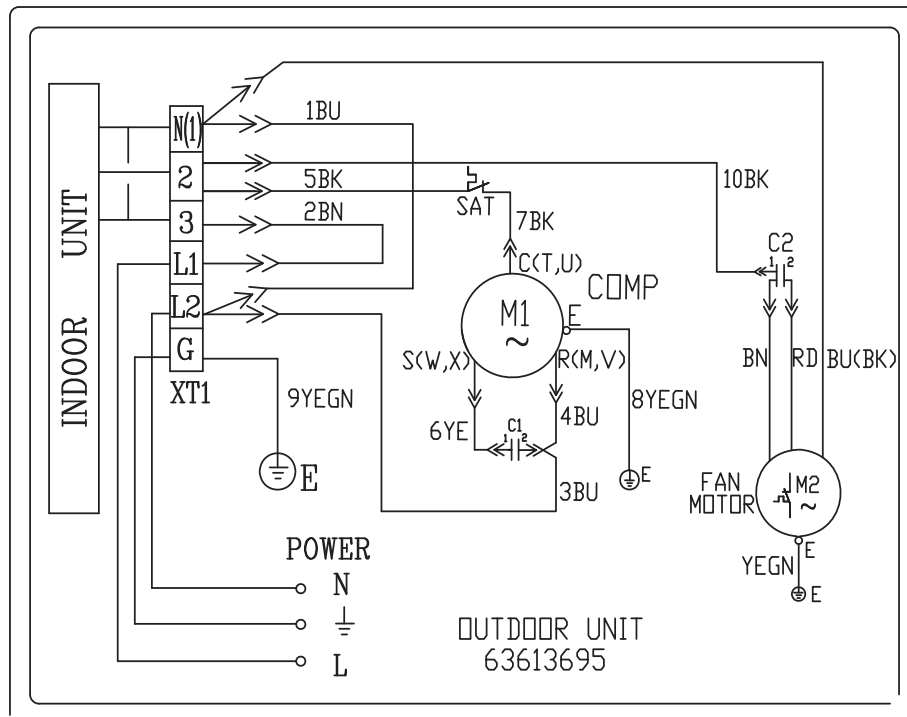 INDOOR UNIT
N(1)
2
3
L1
L2
G
XT1
1BU
5BK
2BN
SAT
7BK
10BK
C2
1 2
C(T,U)
COMP
M1
~
E
S(W,X)
R(M,V)
BN
RD
BU(BK)
9YEGN
8YEGN
6YE
C1
1 2
4BU
3BU
E
E
FAN
MOTOR
M2
~
E
YEGN
E
POWER
N
L
OUTDOOR UNIT
63613695